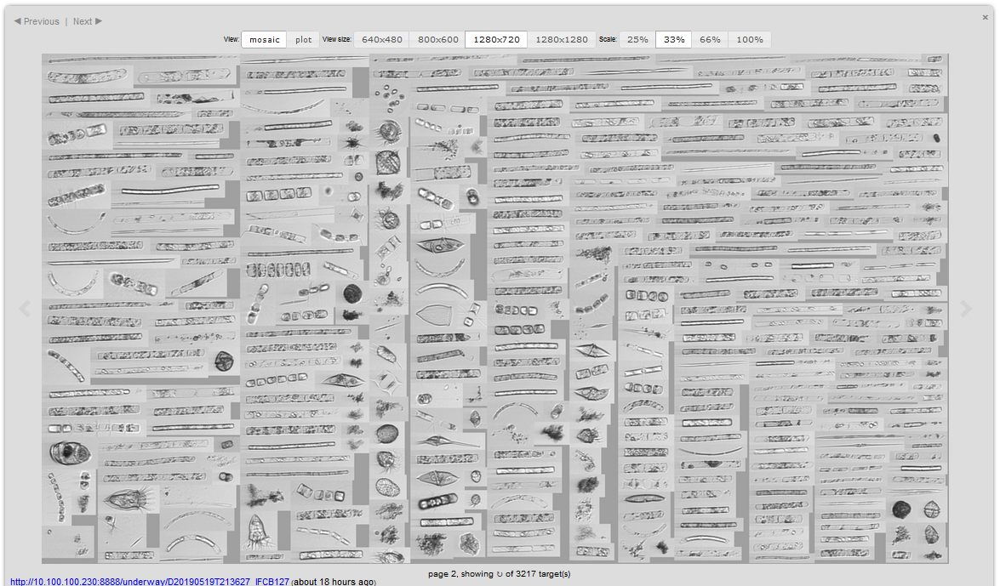 ◀ Previous | Next ▶
View: mosaic plot View size: 640x480 800x600 1280x720 1280x1280 Scale: 25% 33% 66% 100%
page 2, showing ↻ of 3217 target(s)
http://10.100.100.230:8888/underway/D20190519T213627_IFCB127 (about 18 hours ago)